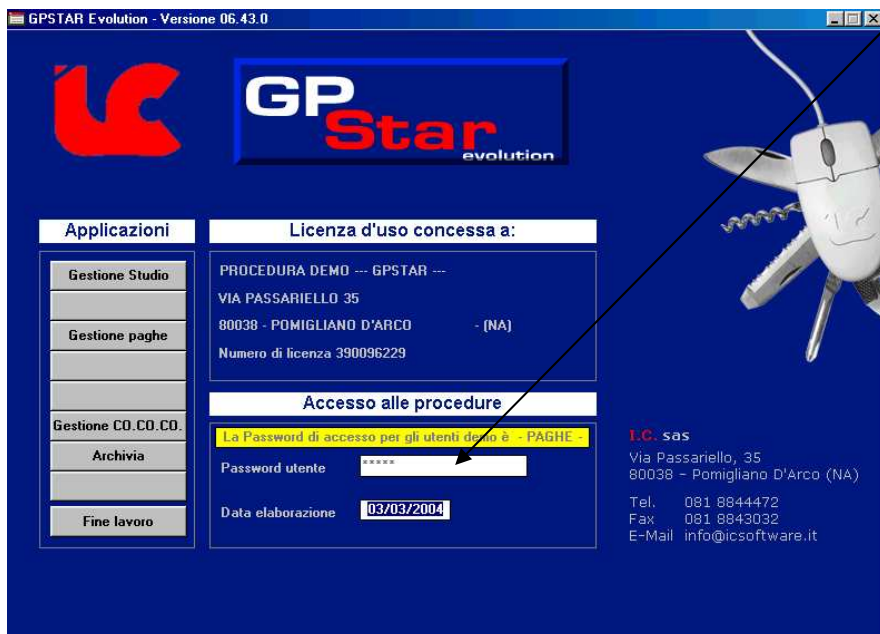 GPSTAR Evolution - Versione 06.43.0
IC
GP
Star
evolution
Applicazioni
Gestione Studio
Gestione paghe
Gestione CO.CO.CO.
Archivia
Fine lavoro
Licenza d'uso concessa a:
PROCEDURA DEMO --- GPSTAR ---
VIA PASSARIELLO 35
80038 - POMIGLIANO D'ARCO - (NA)
Numero di licenza 390096229
Accesso alle procedure
La Password di accesso per gli utenti demo è - PAGHE -
Password utente *****
Data elaborazione 03/03/2004
I.C. sas
Via Passariello, 35
80038 - Pomigliano D'Arco (NA)
Tel. 081 8844472
Fax 081 8843032
E-Mail info@icsoftware.it